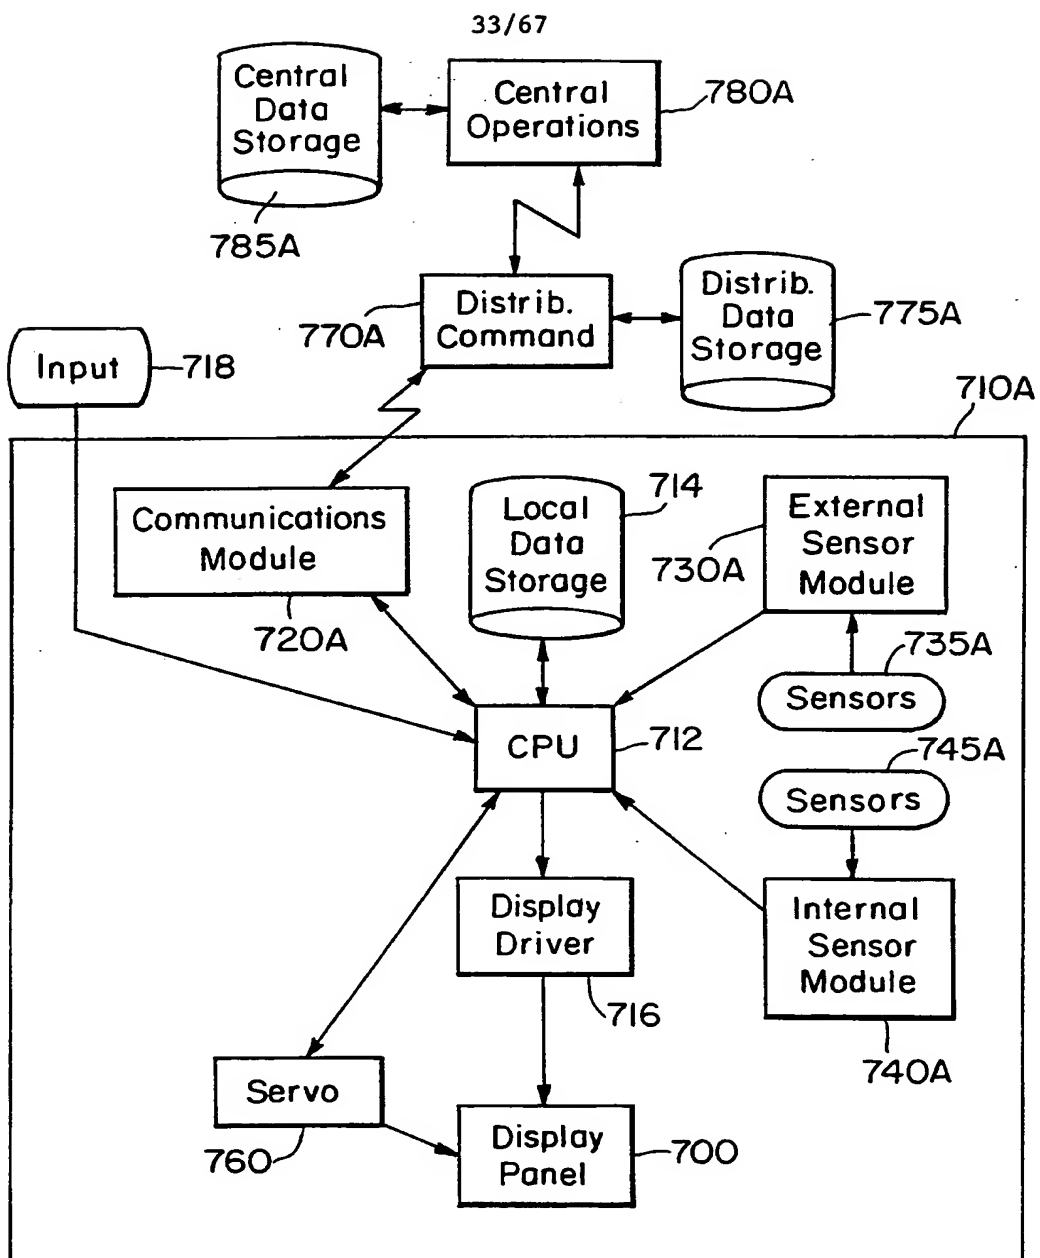 33/67
Central
Data
Storage
785A
Central
Operations
780A
Distrib.
Command
770A
Distrib.
Data
Storage
775A
Input
718
710A
Communications
Module
720A
Local
Data
Storage
714
External
Sensor
Module
730A
735A
Sensors
CPU
712
745A
Sensors
Display
Driver
716
Internal
Sensor
Module
740A
Servo
760
Display
Panel
700